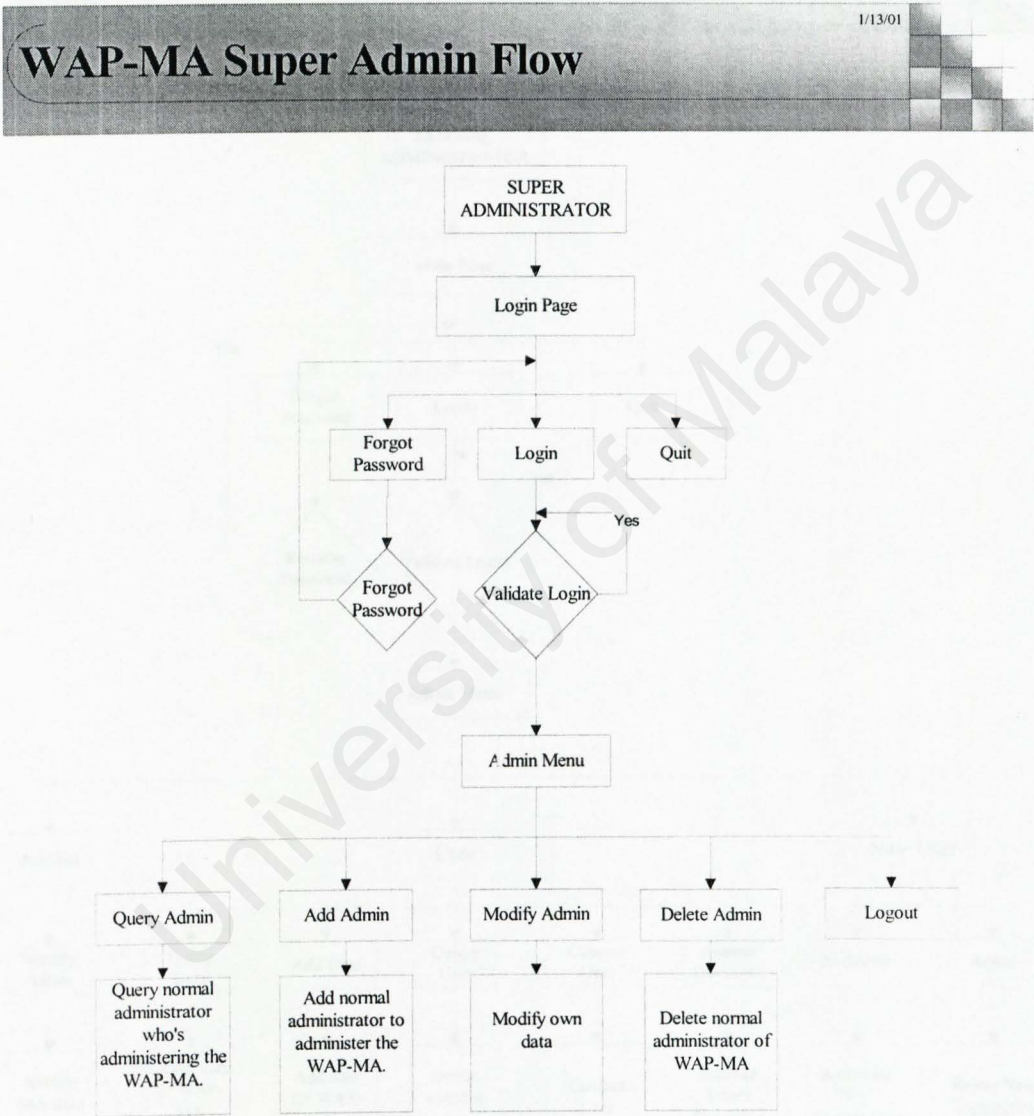 1/13/01
WAP-MA Super Admin Flow
SUPER
ADMINISTRATOR
Login Page
Forgot
Password
Login
Quit
Yes
Forgot
Password
Validate Login
Admin Menu
Query Admin
Add Admin
Modify Admin
Delete Admin
Logout
Query normal
administrator
who's
administering the
WAP-MA.
Add normal
administrator to
administer the
WAP-MA.
Modify own
data
Delete normal
administrator of
WAP-MA
University of Malaya